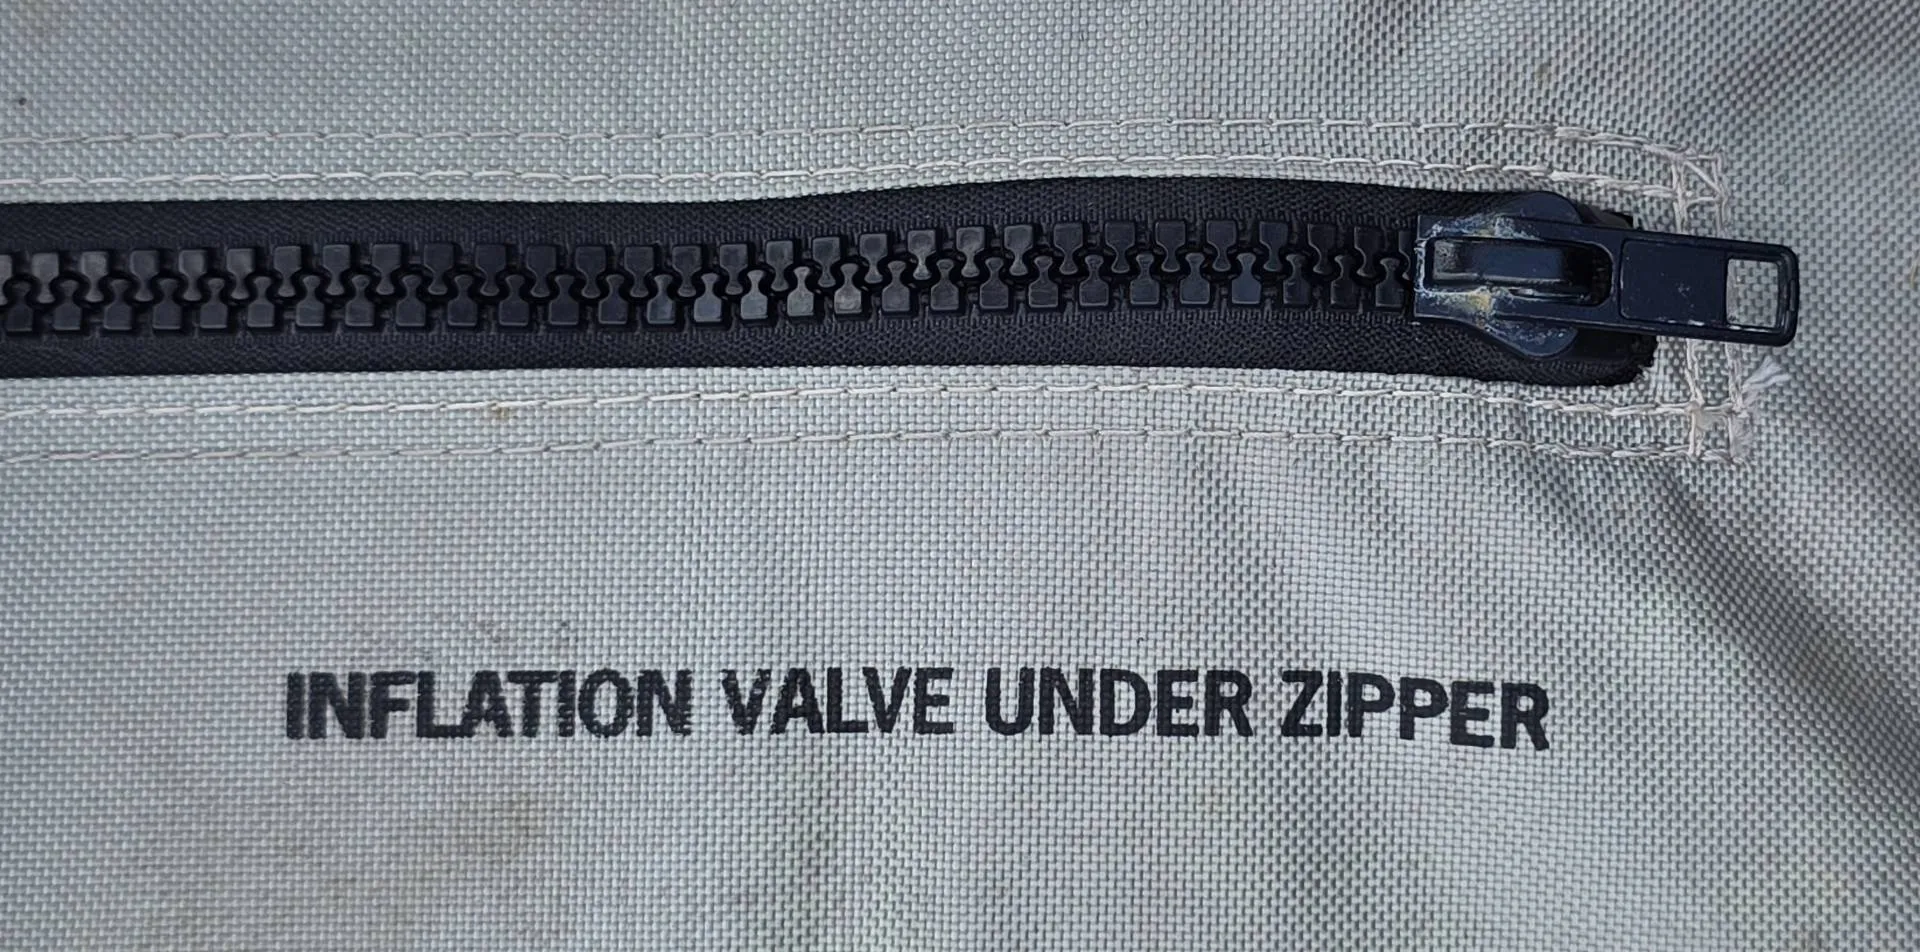 INFLATION VALVE UNDER ZIPPER